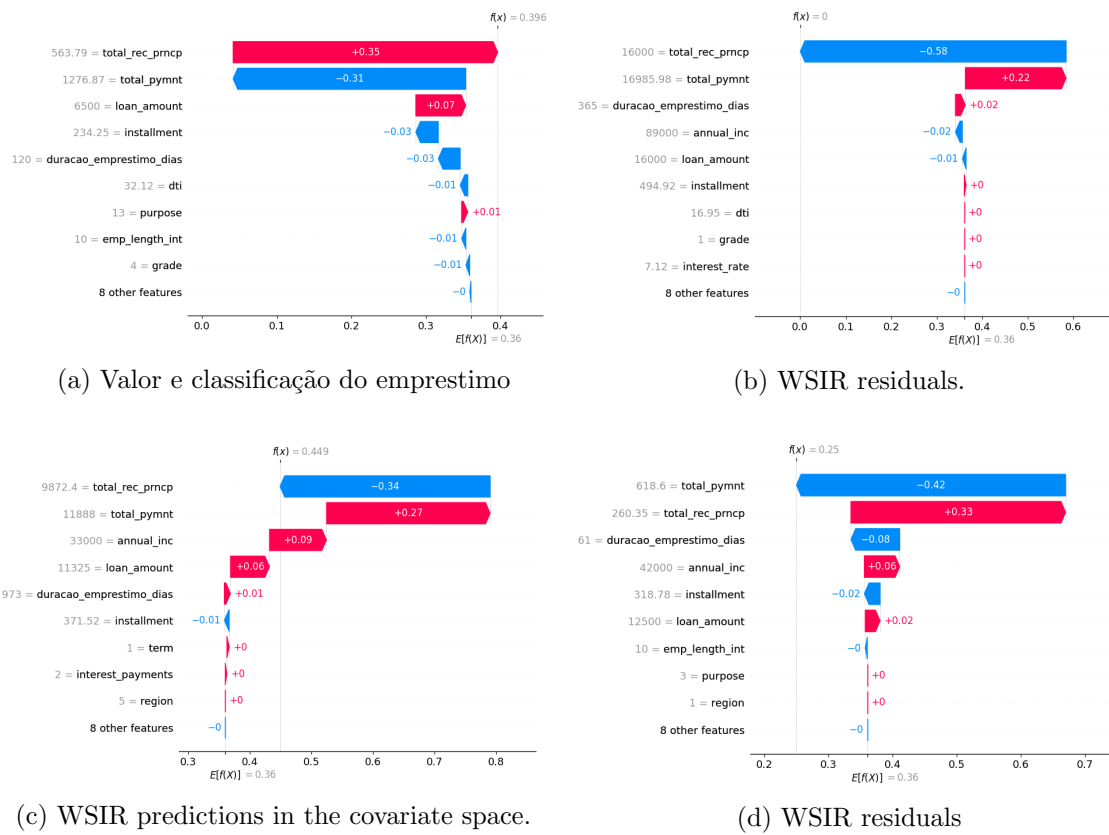 f(x) = 0.396
563.79 = total_rec_prncp
+0.35
1276.87 = total_pymnt
−0.31
6500 = loan_amount
+0.07
234.25 = installment
−0.03
120 = duracao_emprestimo_dias
−0.03
32.12 = dti
−0.01
13 = purpose
+0.01
10 = emp_length_int
−0.01
4 = grade
−0.01
8 other features
−0
0.0 0.1 0.2 0.3 0.4
E[f(X)] = 0.36
(a) Valor e classificação do emprestimo
f(x) = 0
16000 = total_rec_prncp
−0.58
16985.98 = total_pymnt
+0.22
365 = duracao_emprestimo_dias
+0.02
89000 = annual_inc
−0.02
16000 = loan_amount
−0.01
494.92 = installment
+0
16.95 = dti
+0
1 = grade
+0
7.12 = interest_rate
+0
8 other features
−0
0.0 0.1 0.2 0.3 0.4 0.5 0.6
E[f(X)] = 0.36
(b) WSIR residuals.
f(x) = 0.449
9872.4 = total_rec_prncp
−0.34
11888 = total_pymnt
+0.27
33000 = annual_inc
+0.09
11325 = loan_amount
+0.06
973 = duracao_emprestimo_dias
+0.01
371.52 = installment
−0.01
1 = term
+0
2 = interest_payments
+0
5 = region
+0
8 other features
−0
0.3 0.4 0.5 0.6 0.7 0.8
E[f(X)] = 0.36
(c) WSIR predictions in the covariate space.
f(x) = 0.25
618.6 = total_pymnt
−0.42
260.35 = total_rec_prncp
+0.33
61 = duracao_emprestimo_dias
−0.08
42000 = annual_inc
+0.06
318.78 = installment
−0.02
12500 = loan_amount
+0.02
10 = emp_length_int
−0
3 = purpose
+0
1 = region
+0
8 other features
−0
0.2 0.3 0.4 0.5 0.6 0.7
E[f(X)] = 0.36
(d) WSIR residuals